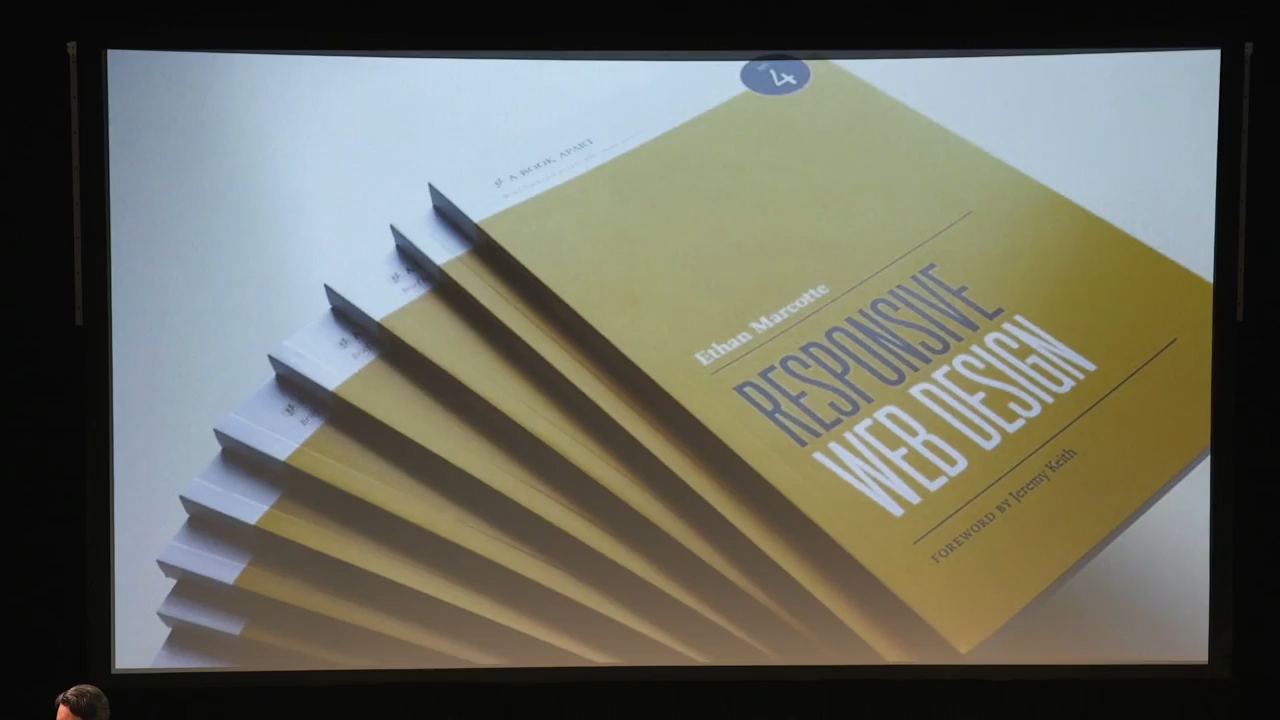 4
A BOOK APART
Ethan Marcotte
RESPONSIVE
WEB DESIGN
FOREWORD BY Jeremy Keith